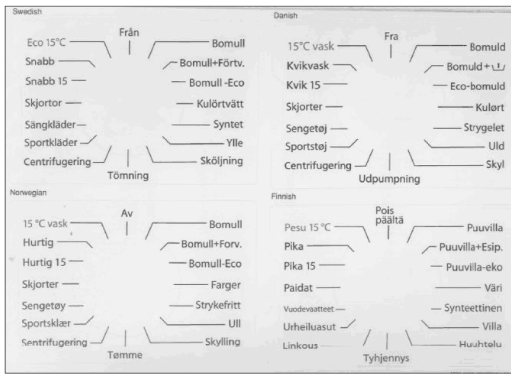 Swedish
Från
Eco 15°C
Snabb
Snabb 15
Skjortor
Sängkläder
Sportkläder
Centrifugering
Tömning
Bomull
Bomull+Förtv.
Bomull -Eco
Kulörtvätt
Syntet
Ylle
Sköljning
Danish
Fra
15°C vask
Kvikvask
Kvik 15
Skjorter
Sengetøj
Sportstøj
Centrifugering
Udpumpning
Bomuld
Bomuld+
Eco-bomuld
Kulørt
Strygelet
Uld
Skyl
Norwegian
Av
15 °C vask
Hurtig
Hurtig 15
Skjorter
Sengetøy
Sportsklær
Sentrifugering
Tømme
Bomull
Bomull+Forv.
Bomull-Eco
Farger
Strykefritt
Ull
Skylling
Finnish
Pois
päältä
Pesu 15 °C
Pika
Pika 15
Paidat
Vuodevaatteet
Urheiluasut
Linkous
Tyhjennys
Puuvilla
Puuvilla+Esip.
Puuvilla-eko
Väri
Synteettinen
Villa
Huuhtelu